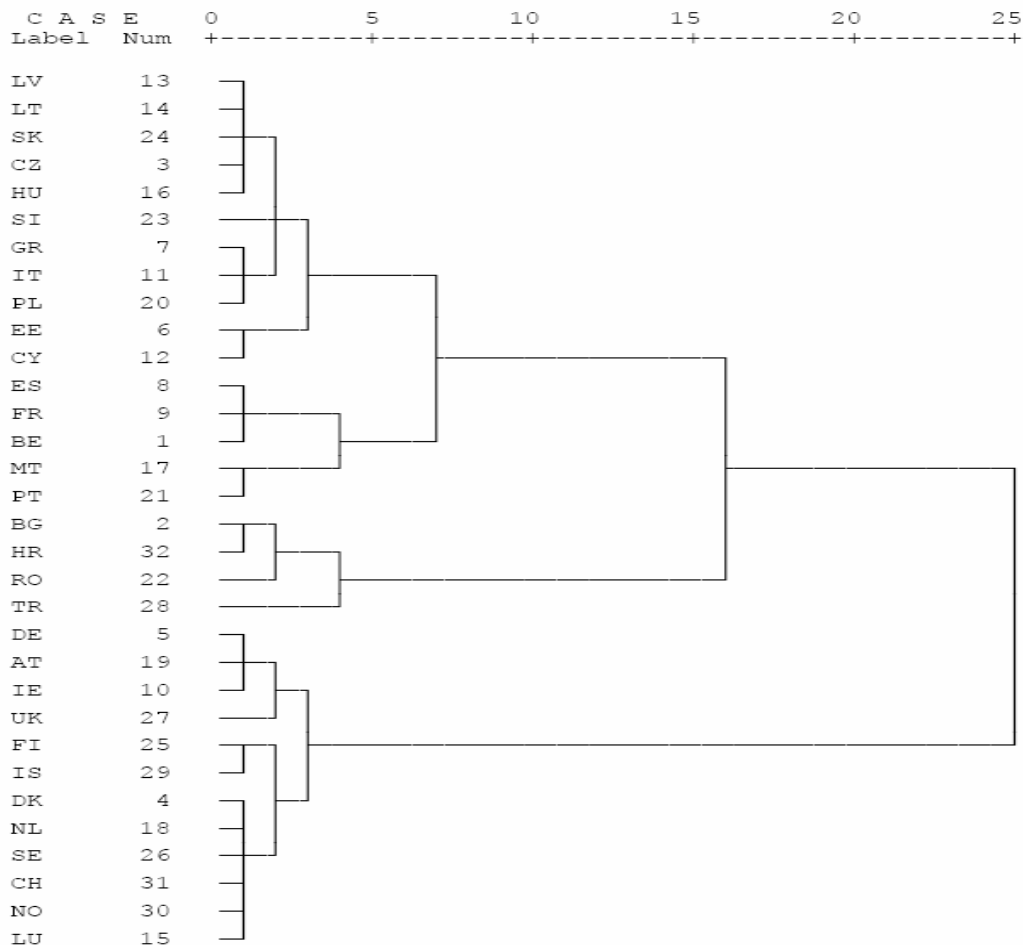 C A S E 0 5 10 15 20 25
Label Num +---------+---------+---------+---------+---------+
LV 13
LT 14
SK 24
CZ 3
HU 16
SI 23
GR 7
IT 11
PL 20
EE 6
CY 12
ES 8
FR 9
BE 1
MT 17
PT 21
BG 2
HR 32
RO 22
TR 28
DE 5
AT 19
IE 10
UK 27
FI 25
IS 29
DK 4
NL 18
SE 26
CH 31
NO 30
LU 15